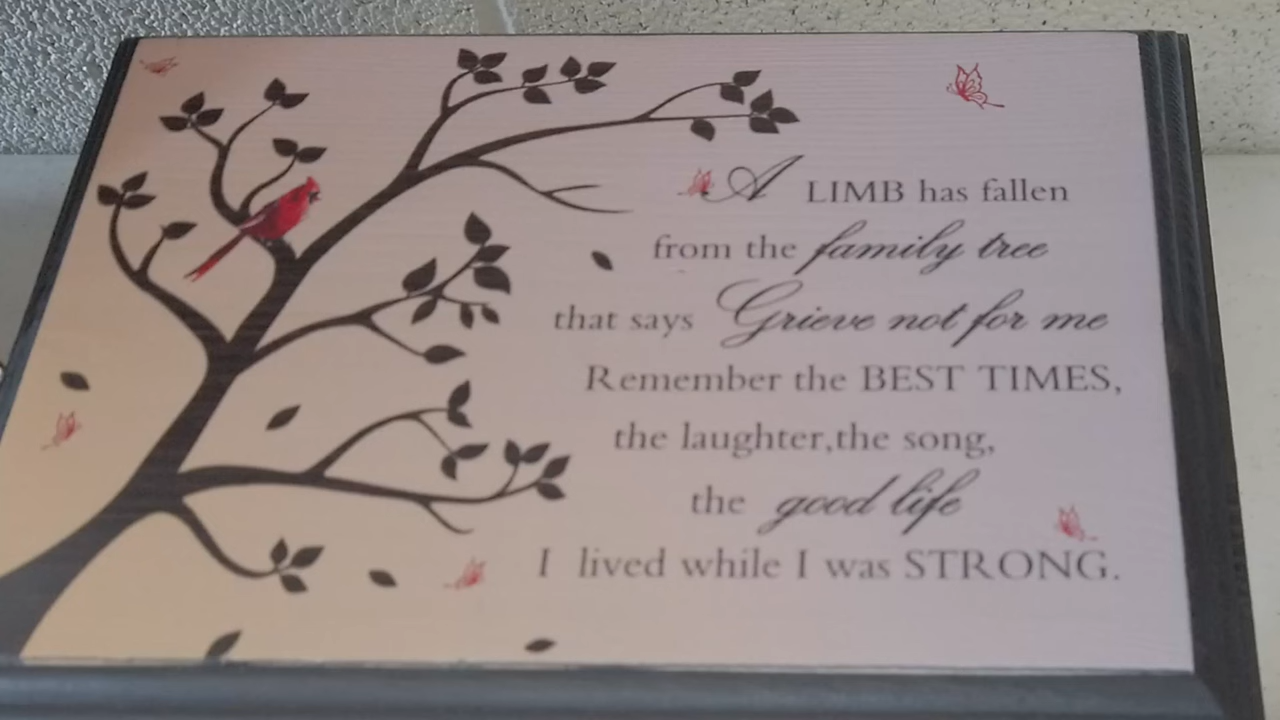 A LIMB has fallen
from the family tree
that says Grieve not for me
Remember the BEST TIMES,
the laughter,the song,
the good life
I lived while I was STRONG.